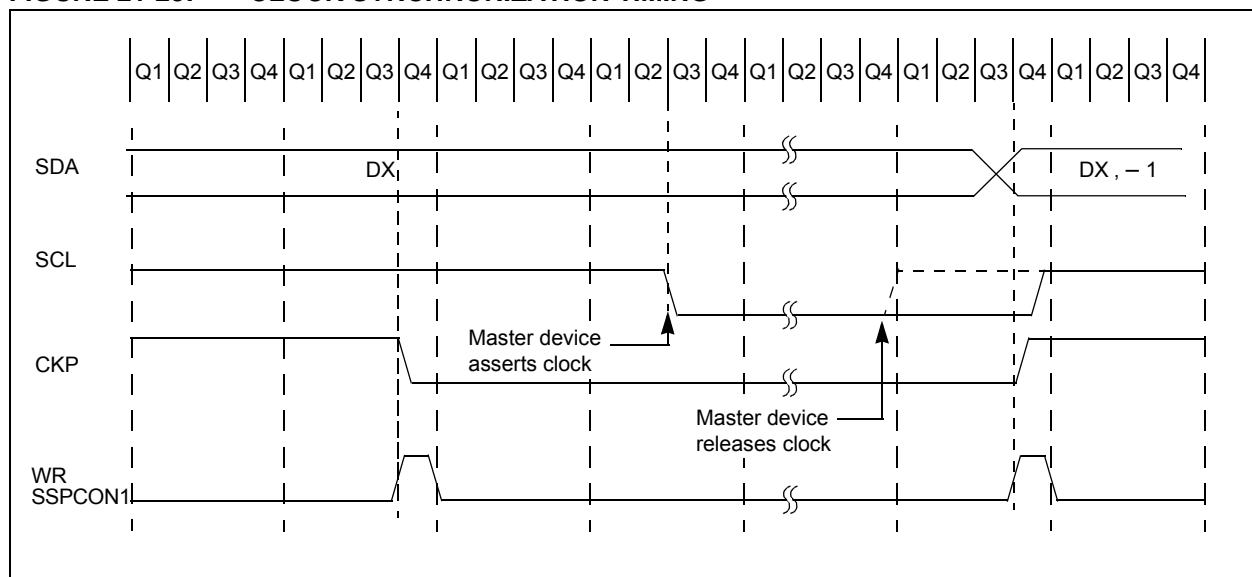 FIGURE CLOCK SYNCHRONIZATION TIMING
Q1 Q2 Q3 Q4 Q1 Q2 Q3 Q4 Q1 Q2 Q3 Q4 Q1 Q2 Q3 Q4 Q1 Q2 Q3 Q4 Q1 Q2 Q3 Q4 Q1 Q2 Q3 Q4
SDA
DX
DX , – 1
SCL
Master device
asserts clock
CKP
Master device
releases clock
WR
SSPCON1